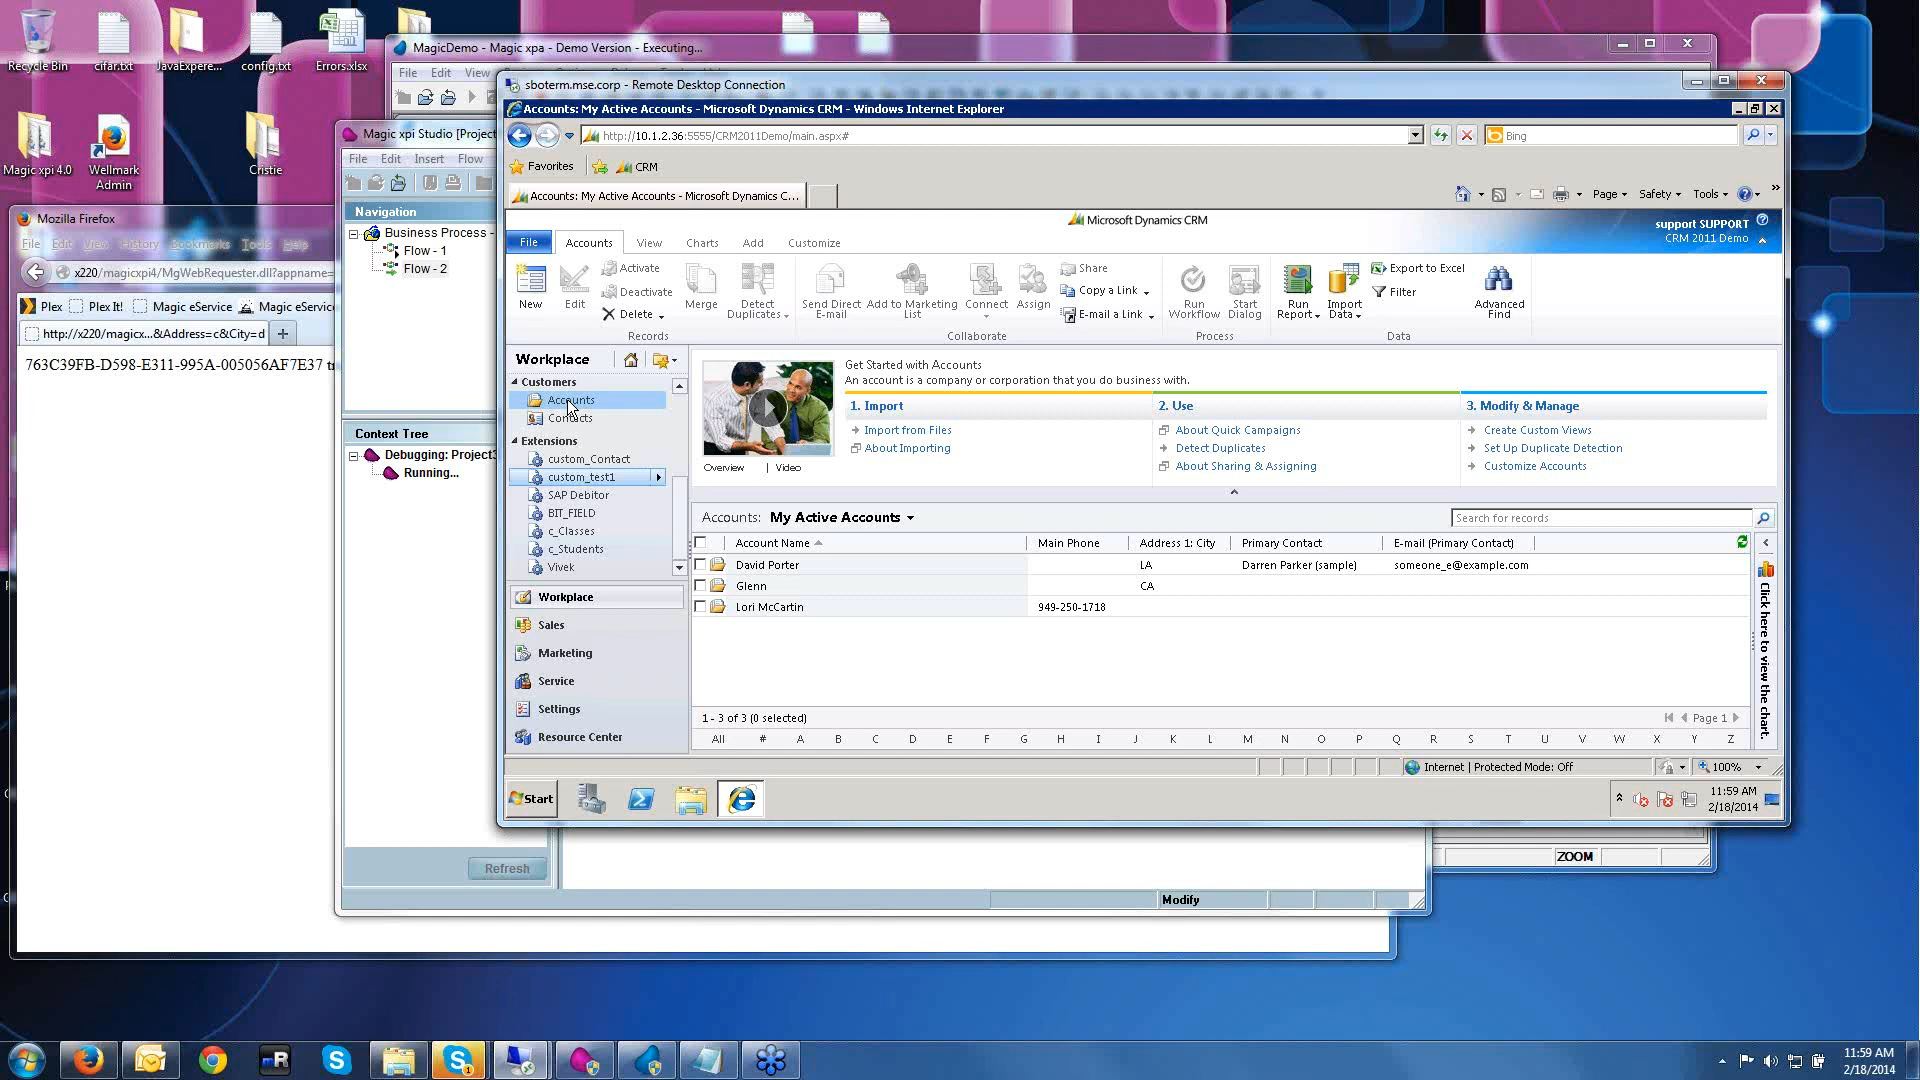 Recycle Bin
cifar.txt
JavaExpere...
config.txt
Errors.xlsx
Magic xpi 4.0
Wellmark Admin
Cristie
MagicDemo - Magic xpa - Demo Version - Executing...
File Edit View
Magic xpi Studio [Project
File Edit Insert Flow
Navigation
Business Process -
Flow - 1
Flow - 2
Context Tree
Debugging: Project3
Running...
Refresh
Modify
ZOOM
Mozilla Firefox
File Edit View History Bookmarks Tools Help
x220/magicxpi4/MgWebRequester.dll?appname=
Plex Plex It! Magic eService Magic eService
http://x220/magicx...&Address=c&City=d
763C39FB-D598-E311-995A-005056AF7E37 tr
sboterm.mse.corp - Remote Desktop Connection
Accounts: My Active Accounts - Microsoft Dynamics CRM - Windows Internet Explorer
http://10.1.2.36:5555/CRM2011Demo/main.aspx#
Bing
Favorites CRM
Accounts: My Active Accounts - Microsoft Dynamics C...
Page Safety Tools
Microsoft Dynamics CRM
support SUPPORT
CRM 2011 Demo
File Accounts View Charts Add Customize
New
Edit
Activate
Deactivate
Delete
Merge
Detect Duplicates
Records
Send Direct E-mail
Add to Marketing List
Connect
Assign
Share
Copy a Link
E-mail a Link
Collaborate
Run Workflow
Start Dialog
Process
Run Report
Import Data
Export to Excel
Filter
Advanced Find
Data
Workplace
Customers
Accounts
Contacts
Extensions
custom_Contact
custom_test1
SAP Debitor
BIT_FIELD
c_Classes
c_Students
Vivek
Workplace
Sales
Marketing
Service
Settings
Resource Center
Get Started with Accounts
An account is a company or corporation that you do business with.
Overview | Video
1. Import
Import from Files
About Importing
2. Use
About Quick Campaigns
Detect Duplicates
About Sharing & Assigning
3. Modify & Manage
Create Custom Views
Set Up Duplicate Detection
Customize Accounts
Accounts: My Active Accounts
Search for records
Account Name Main Phone Address 1: City Primary Contact E-mail (Primary Contact)
David Porter LA Darren Parker (sample) someone_e@example.com
Glenn CA
Lori McCartin 949-250-1718
Click here to view the chart.
1 - 3 of 3 (0 selected)
Page 1
All # A B C D E F G H I J K L M N O P Q R S T U V W X Y Z
Internet | Protected Mode: Off
100%
Start
11:59 AM
2/18/2014
11:59 AM
2/18/2014